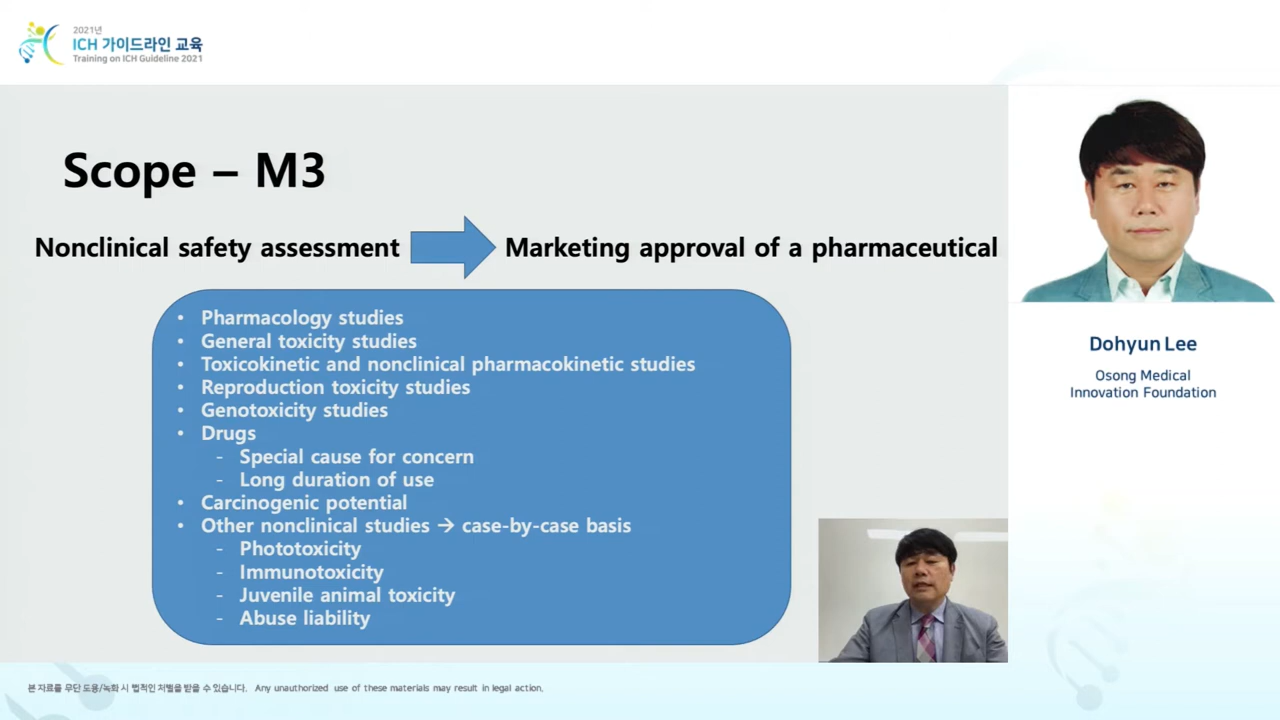 2021년
ICH 가이드라인 교육
Training on ICH Guideline 2021
Scope – M3
Nonclinical safety assessment
Marketing approval of a pharmaceutical
• Pharmacology studies
• General toxicity studies
• Toxicokinetic and nonclinical pharmacokinetic studies
• Reproduction toxicity studies
• Genotoxicity studies
• Drugs
- Special cause for concern
- Long duration of use
• Carcinogenic potential
• Other nonclinical studies → case-by-case basis
- Phototoxicity
- Immunotoxicity
- Juvenile animal toxicity
- Abuse liability
Dohyun Lee
Osong Medical
Innovation Foundation
본 자료를 무단 도용/녹화 시 법적인 처벌을 받을 수 있습니다. Any unauthorized use of these materials may result in legal action.